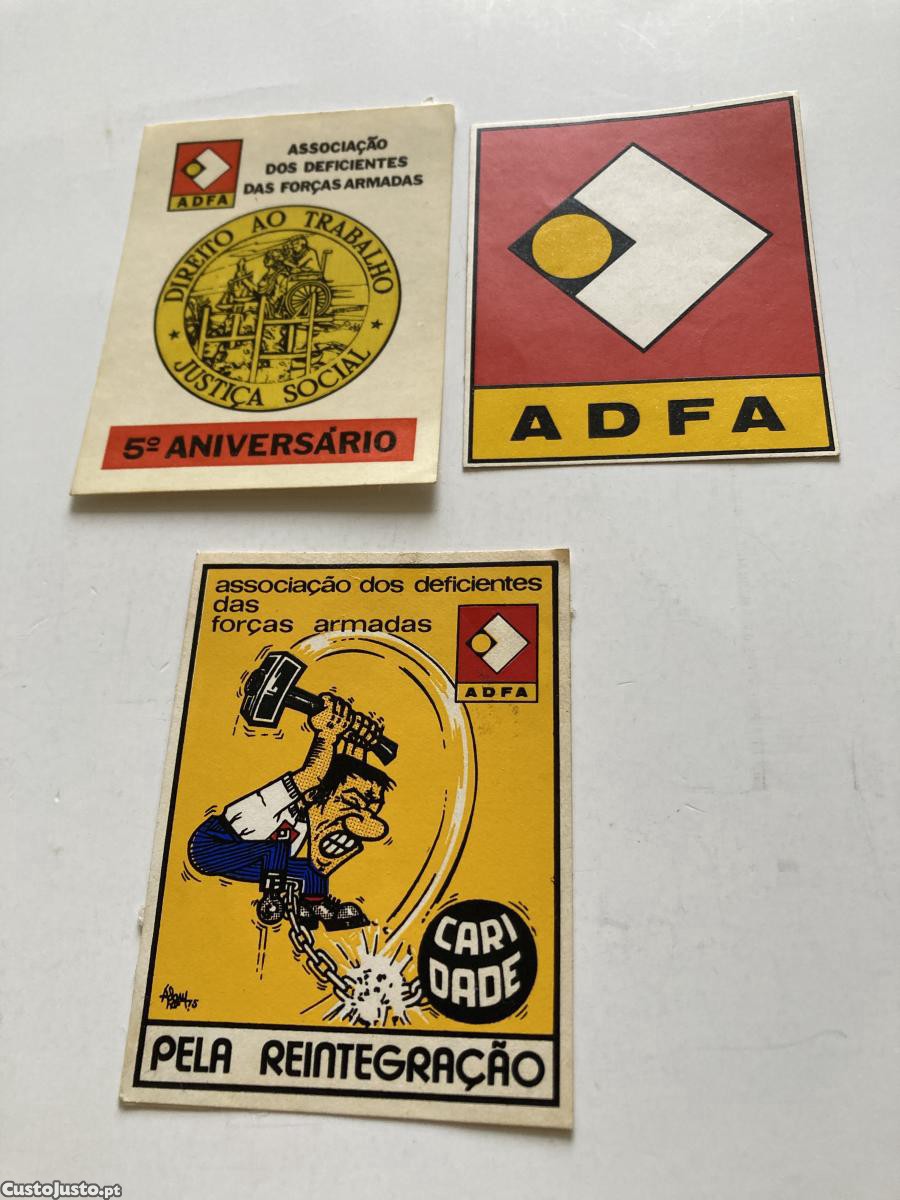 ASSOCIAÇÃO
DOS DEFICIENTES
DAS FORÇAS ARMADAS
ADFA
DIREITO AO TRABALHO
JUSTIÇA SOCIAL
5º ANIVERSÁRIO
ADFA
associação dos deficientes
das
forças armadas
ADFA
CARI
DADE
PELA REINTEGRAÇÃO
CustoJusto.pt